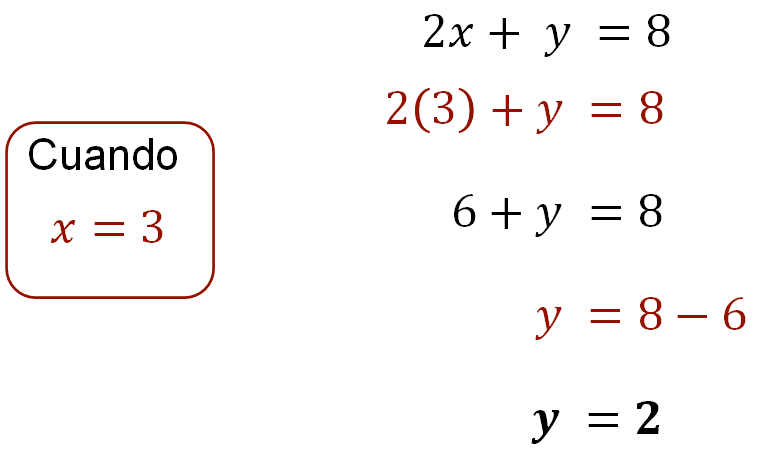 2x + y = 8
2(3) + y = 8
Cuando
x = 3
6 + y = 8
y = 8 − 6
y = 2